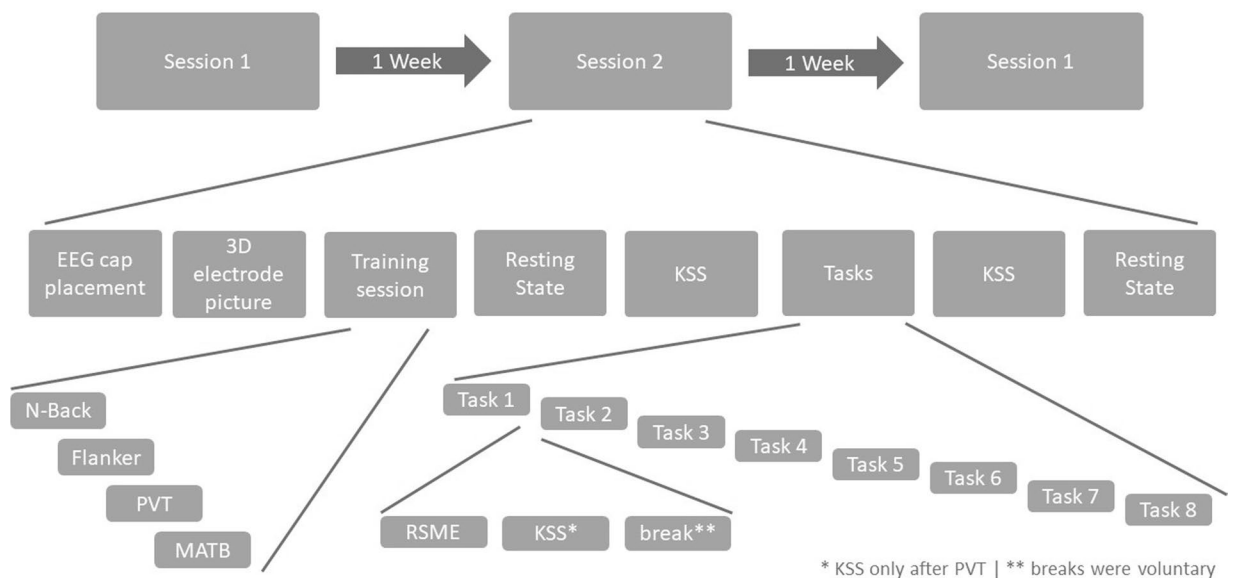 Session 1
1 Week
Session 2
1 Week
Session 1
EEG cap
placement
3D
electrode
picture
Training
session
Resting
State
KSS
Tasks
KSS
Resting
State
N-Back
Flanker
PVT
MATB
Task 1
Task 2
Task 3
Task 4
Task 5
Task 6
Task 7
Task 8
RSME
KSS*
break**
* KSS only after PVT | ** breaks were voluntary